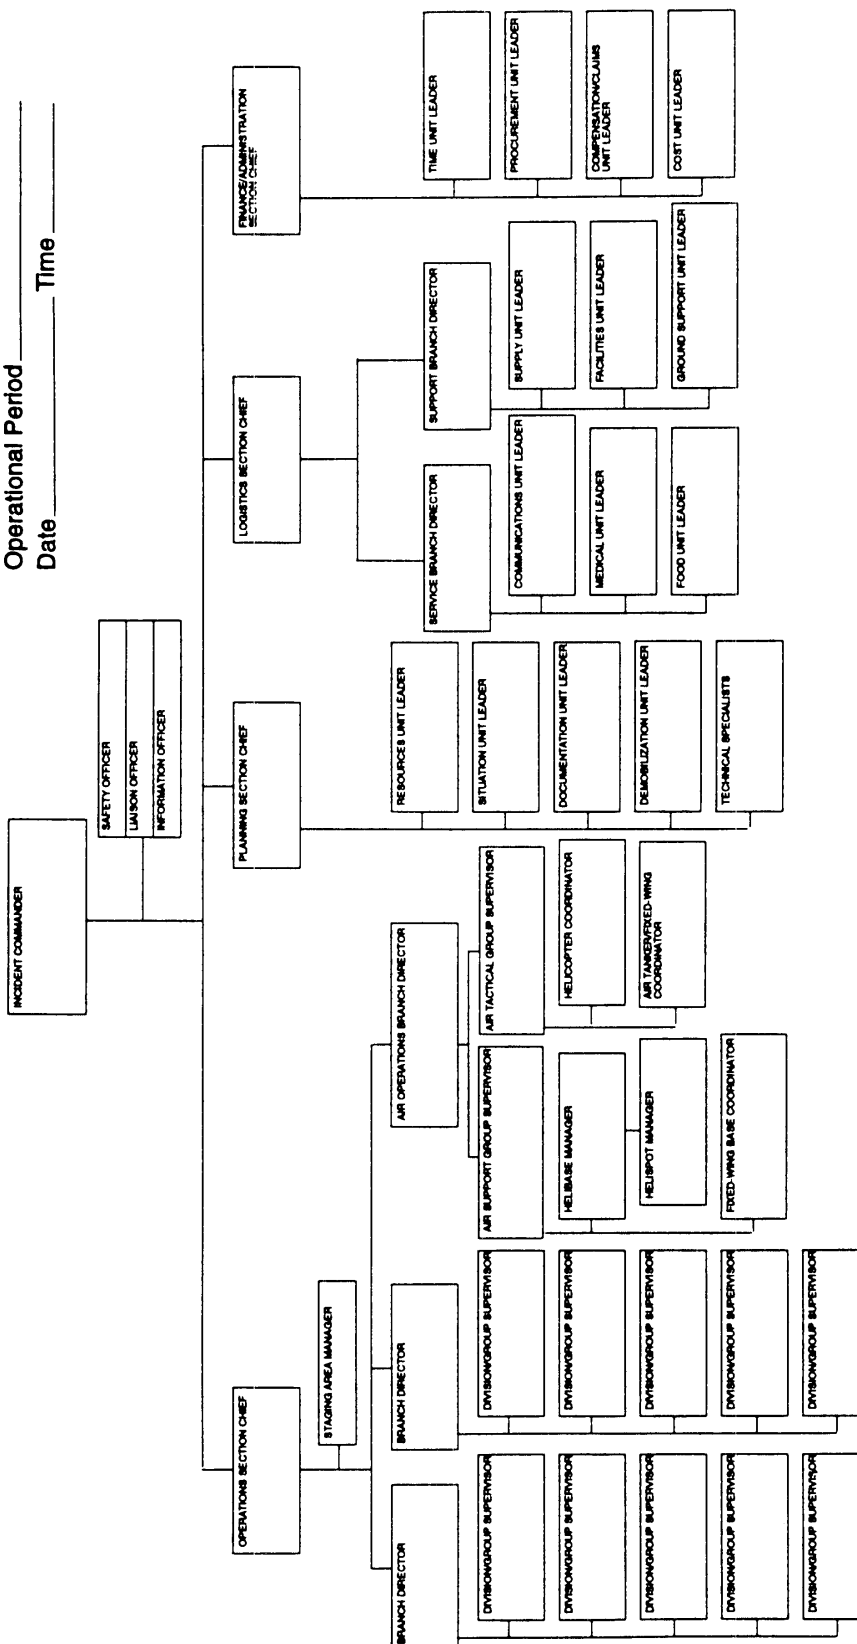 Operational Period
Date Time
INCIDENT COMMANDER
SAFETY OFFICER
LIAISON OFFICER
INFORMATION OFFICER
OPERATIONS SECTION CHIEF
PLANNING SECTION CHIEF
LOGISTICS SECTION CHIEF
FINANCE/ADMINISTRATION
SECTION CHIEF
STAGING AREA MANAGER
BRANCH DIRECTOR
DIVISION/GROUP SUPERVISOR
DIVISION/GROUP SUPERVISOR
DIVISION/GROUP SUPERVISOR
DIVISION/GROUP SUPERVISOR
DIVISION/GROUP SUPERVISOR
BRANCH DIRECTOR
DIVISION/GROUP SUPERVISOR
DIVISION/GROUP SUPERVISOR
DIVISION/GROUP SUPERVISOR
DIVISION/GROUP SUPERVISOR
DIVISION/GROUP SUPERVISOR
AIR OPERATIONS BRANCH DIRECTOR
AIR SUPPORT GROUP SUPERVISOR
HELIBASE MANAGER
HELISPOT MANAGER
FIXED-WING BASE COORDINATOR
AIR TACTICAL GROUP SUPERVISOR
HELICOPTER COORDINATOR
AIR TANKER/FIXED-WING
COORDINATOR
RESOURCES UNIT LEADER
SITUATION UNIT LEADER
DOCUMENTATION UNIT LEADER
DEMOBILIZATION UNIT LEADER
TECHNICAL SPECIALISTS
SERVICE BRANCH DIRECTOR
COMMUNICATIONS UNIT LEADER
MEDICAL UNIT LEADER
FOOD UNIT LEADER
SUPPORT BRANCH DIRECTOR
SUPPLY UNIT LEADER
FACILITIES UNIT LEADER
GROUND SUPPORT UNIT LEADER
TIME UNIT LEADER
PROCUREMENT UNIT LEADER
COMPENSATION/CLAIMS
UNIT LEADER
COST UNIT LEADER